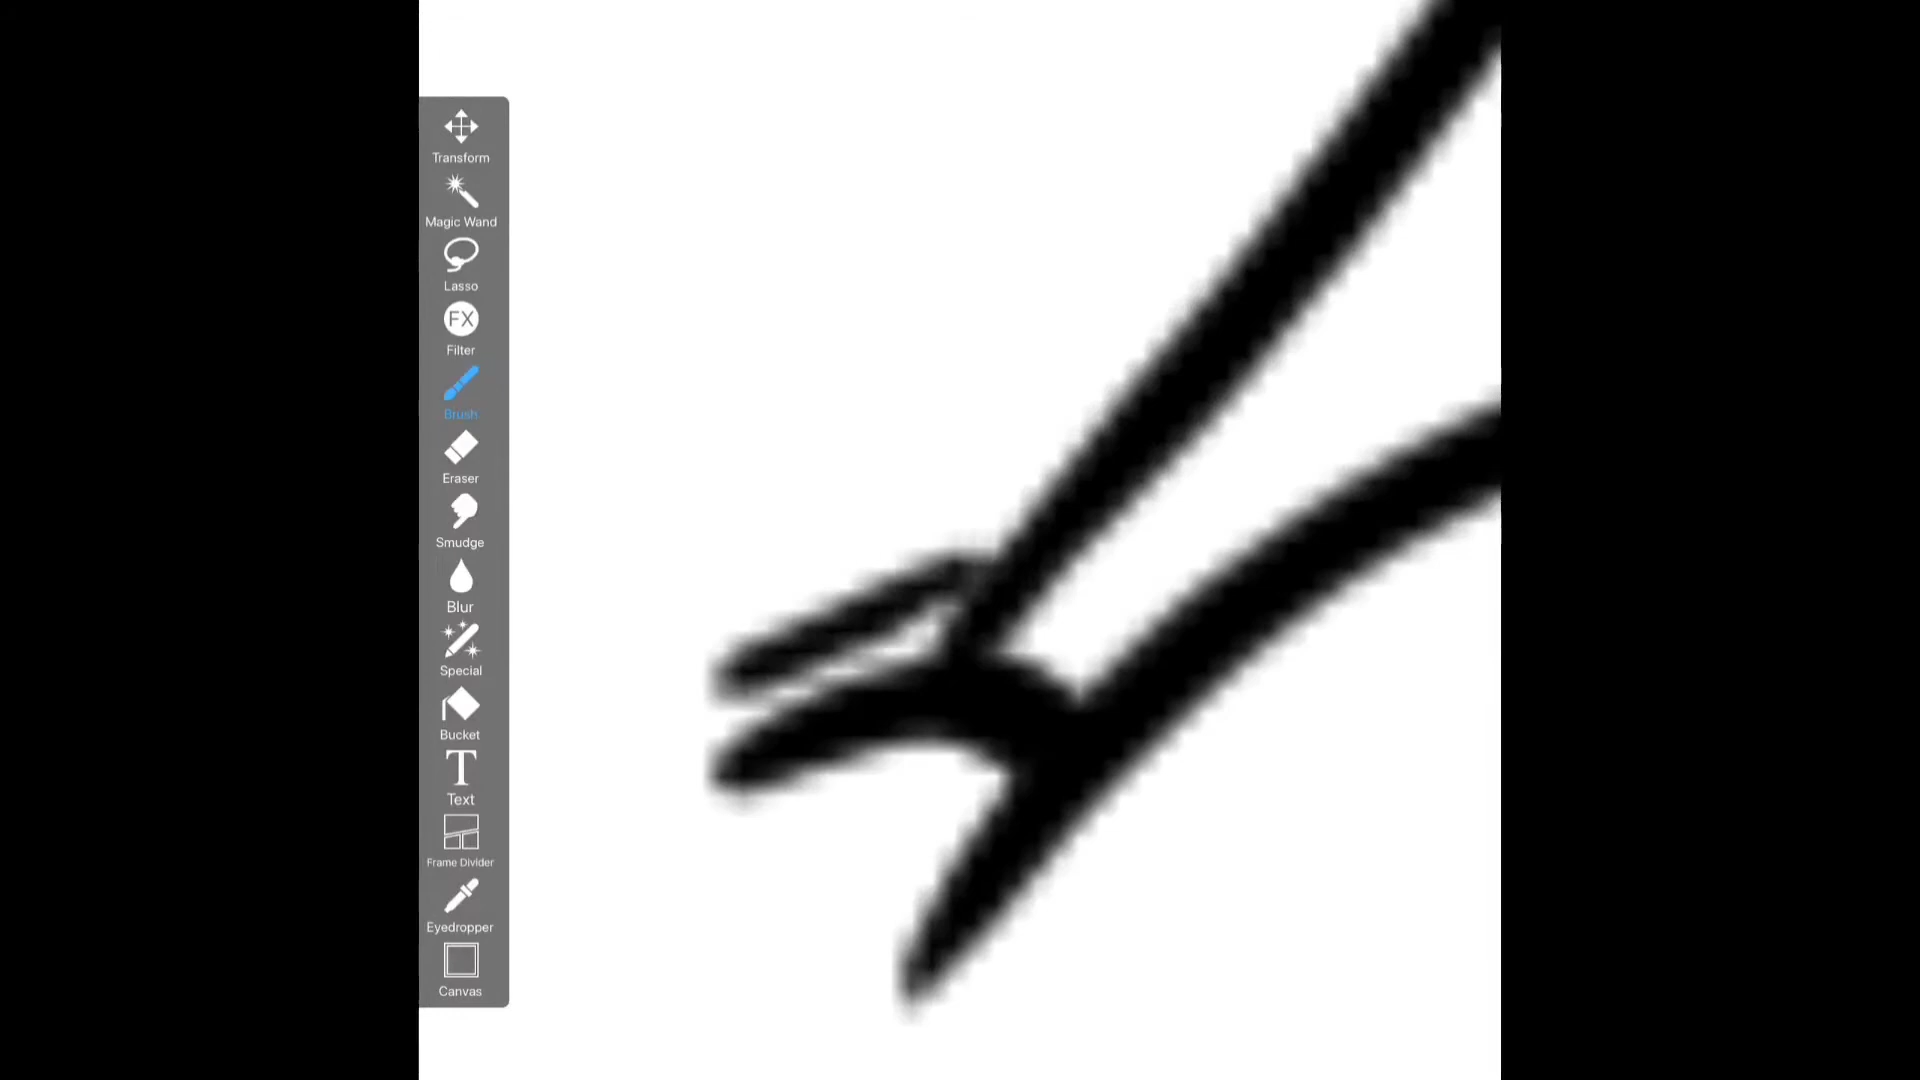 Transform
Magic Wand
Lasso
FX
Filter
Brush
Eraser
Smudge
Blur
Special
Bucket
T
Text
Frame Divider
Eyedropper
Canvas